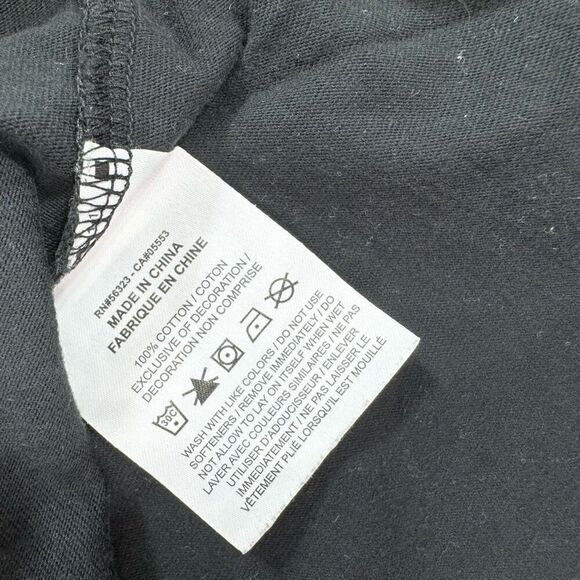 RN#56323 - CA#05553
MADE IN CHINA
FABRIQUE EN CHINE
100% COTTON / COTON
EXCLUSIVE OF DECORATION /
DECORATION NON COMPRISE
30C
WASH WITH LIKE COLORS / DO NOT USE
SOFTENERS / REMOVE IMMEDIATELY / DO
NOT ALLOW TO LAY ON ITSELF WHEN WET
LAVER AVEC COULEURS SIMILAIRES / NE PAS
UTILISER D'ADOUCISSEUR / ENLEVER
IMMEDIATEMENT / NE PAS LAISSER LE
VÊTEMENT PLIÉ LORSQU'IL EST MOUILLÉ